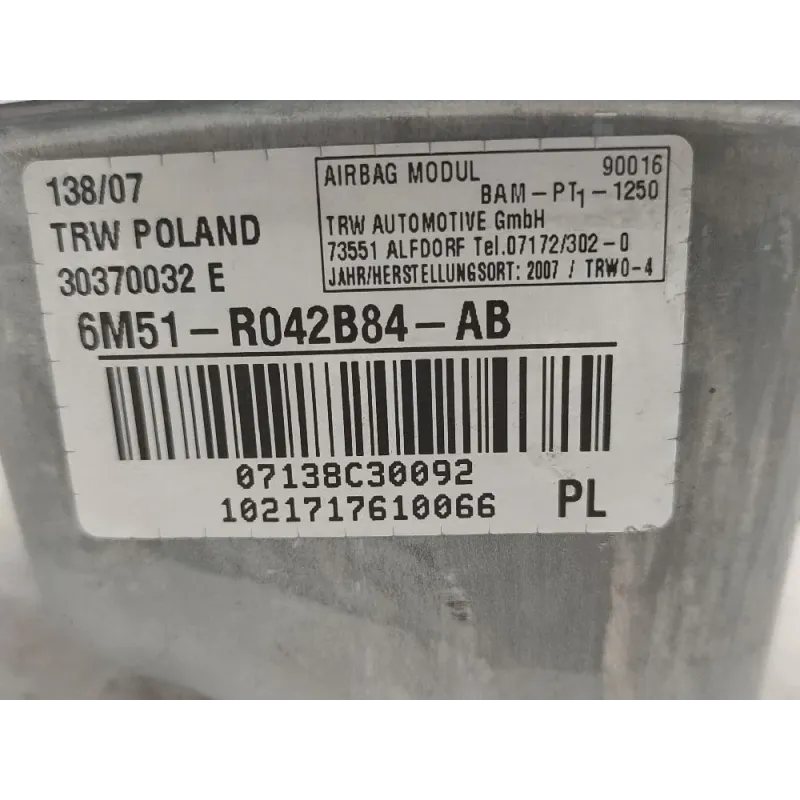 138/07
TRW POLAND
30370032 E
AIRBAG MODUL 90016
BAM-PT1-1250
TRW AUTOMOTIVE GmbH
73551 ALFDORF Tel.07172/302-0
JAHR/HERSTELLUNGSORT: 2007 / TRW0-4
6M51-R042B84-AB
07138C30092
1021717610066 PL